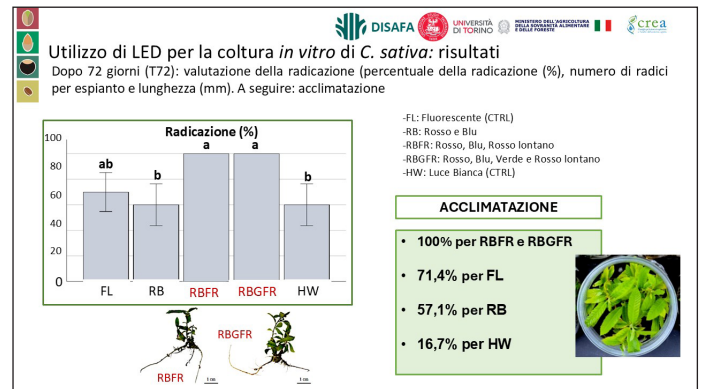 DISAFA
UNIVERSITÀ
DI TORINO
MINISTERO DELL'AGRICOLTURA
DELLA SOVRANITÀ ALIMENTARE
E DELLE FORESTE
crea
Utilizzo di LED per la coltura in vitro di C. sativa: risultati
Dopo 72 giorni (T72): valutazione della radicazione (percentuale della radicazione (%), numero di radici
per espianto e lunghezza (mm). A seguire: acclimatazione
Radicazione (%)
100
80
60
40
20
0
ab
b
a
a
b
FL
RB
RBFR
RBGFR
HW
RBFR
1 cm
RBGFR
1 cm
-FL: Fluorescente (CTRL)
-RB: Rosso e Blu
-RBFR: Rosso, Blu, Rosso lontano
-RBGFR: Rosso, Blu, Verde e Rosso lontano
-HW: Luce Bianca (CTRL)
ACCLIMATAZIONE
• 100% per RBFR e RBGFR
• 71,4% per FL
• 57,1% per RB
• 16,7% per HW